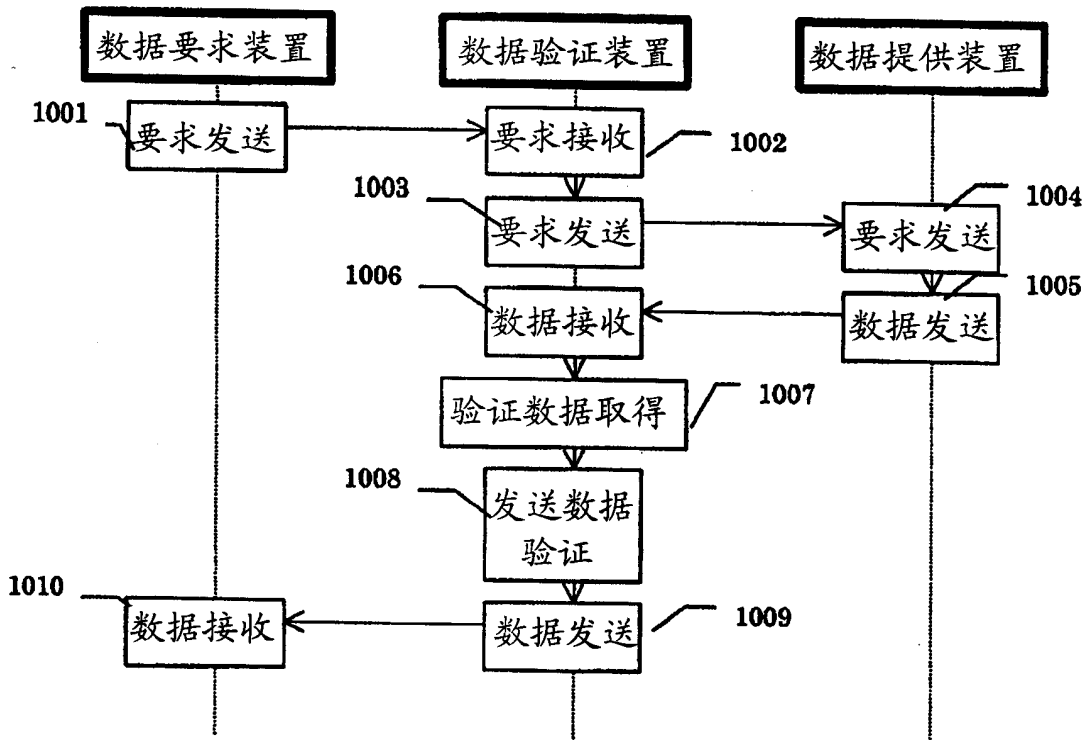 数据要求装置
数据验证装置
数据提供装置
1001
要求发送
要求接收
1002
1003
要求发送
1004
要求发送
1006
数据接收
1005
数据发送
验证数据取得
1007
1008
发送数据
验证
1010
数据接收
数据发送
1009